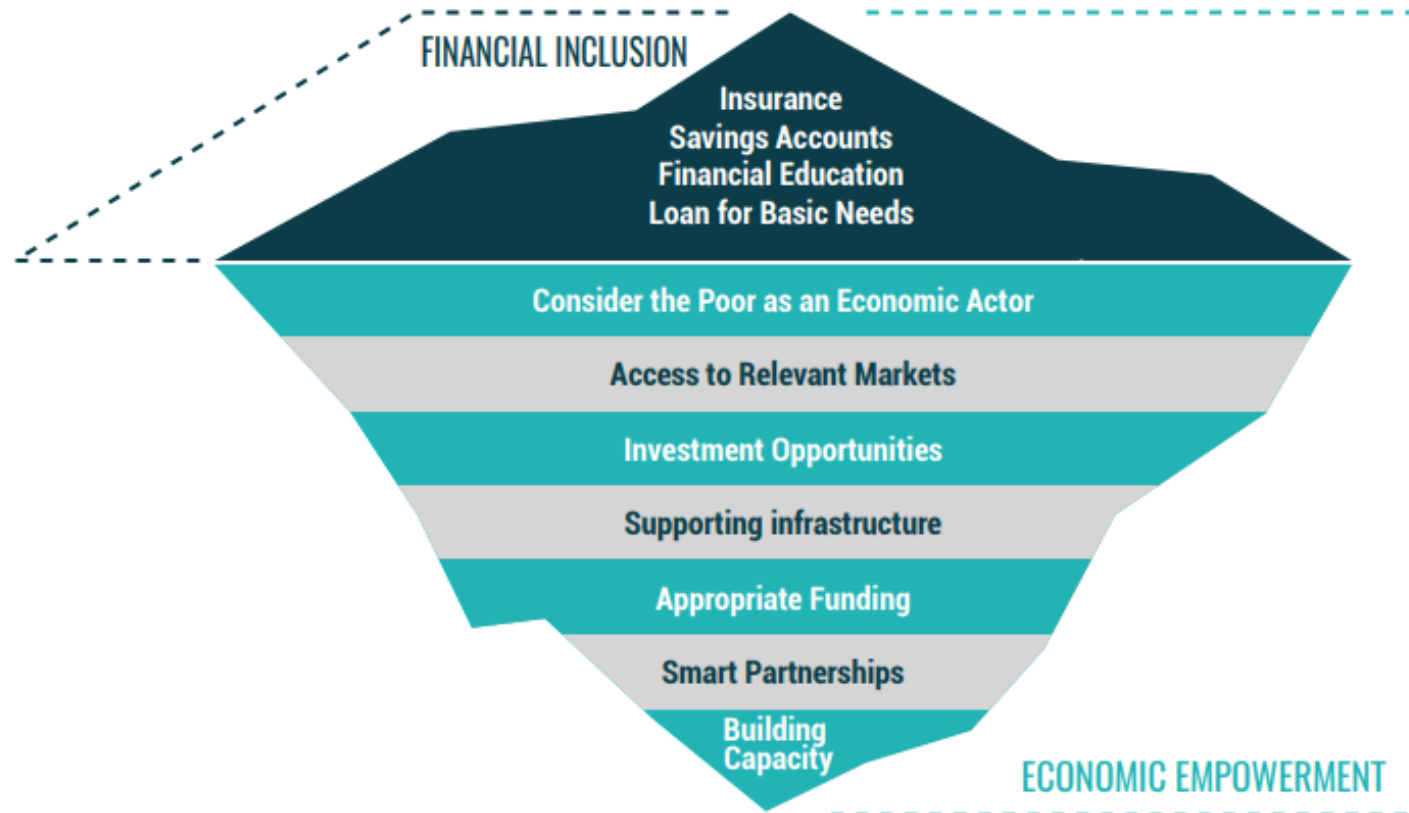 FINANCIAL INCLUSION
Insurance
Savings Accounts
Financial Education
Loan for Basic Needs
Consider the Poor as an Economic Actor
Access to Relevant Markets
Investment Opportunities
Supporting infrastructure
Appropriate Funding
Smart Partnerships
Building
Capacity
ECONOMIC EMPOWERMENT